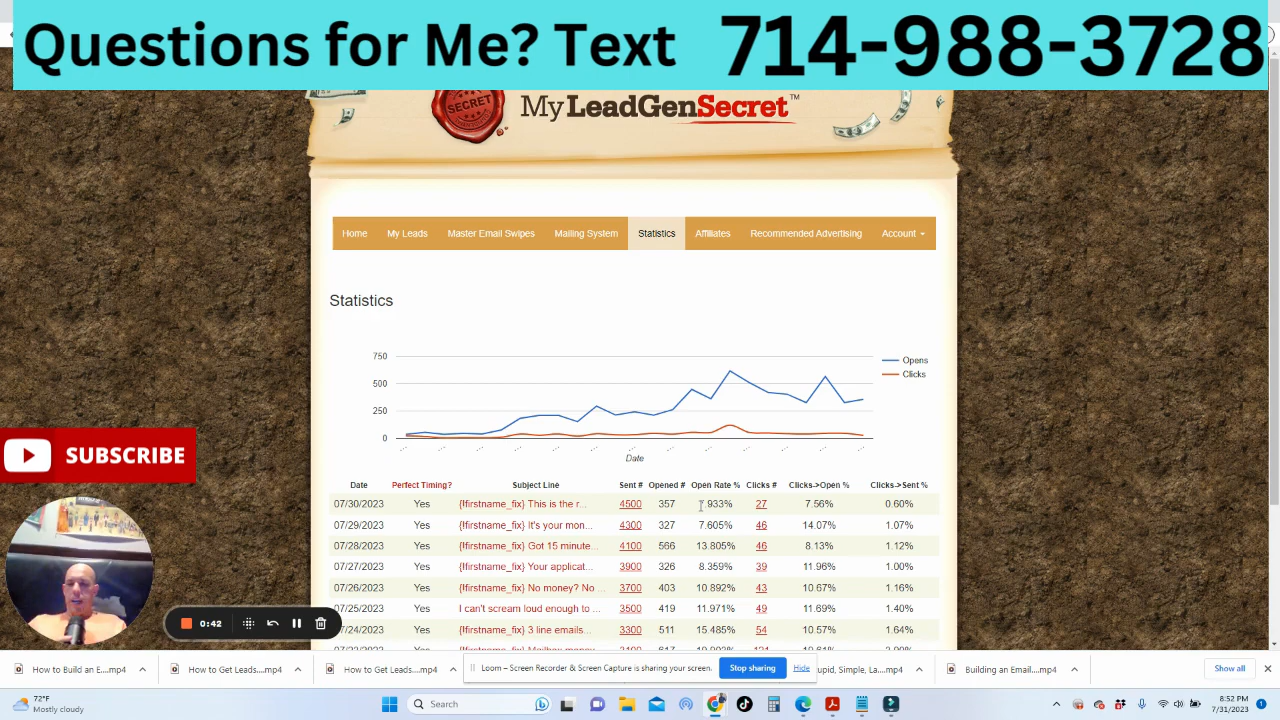 Questions for Me? Text 714-988-3728
SECRET
MyLeadGenSecret™
Home My Leads Master Email Swipes Mailing System Statistics Affiliates Recommended Advertising Account
Statistics
750
500
250
0
Opens
Clicks
Date
Date Perfect Timing? Subject Line Sent # Opened # Open Rate % Clicks # Clicks->Open % Clicks->Sent %
07/30/2023 Yes {!firstname_fix} This is the r... 4500 357 7.933% 27 7.56% 0.60%
07/29/2023 Yes {!firstname_fix} It's your mon... 4300 327 7.605% 46 14.07% 1.07%
07/28/2023 Yes {!firstname_fix} Got 15 minute... 4100 566 13.805% 46 8.13% 1.12%
07/27/2023 Yes {!firstname_fix} Your applicat... 3900 326 8.359% 39 11.96% 1.00%
07/26/2023 Yes {!firstname_fix} No money? No ... 3700 403 10.892% 43 10.67% 1.16%
07/25/2023 Yes I can't scream loud enough to ... 3500 419 11.971% 49 11.69% 1.40%
07/24/2023 Yes {!firstname_fix} 3 line emails... 3300 511 15.485% 54 10.57% 1.64%
SUBSCRIBE
0:42
How to Build an E....mp4
How to Get Leads....mp4
How to Get Leads....mp4
Loom – Screen Recorder & Screen Capture is sharing your screen.
Stop sharing
Hide
upid, Simple, La....mp4
Building an Email....mp4
Show all
72°F
Mostly cloudy
Search
8:52 PM
7/31/2023